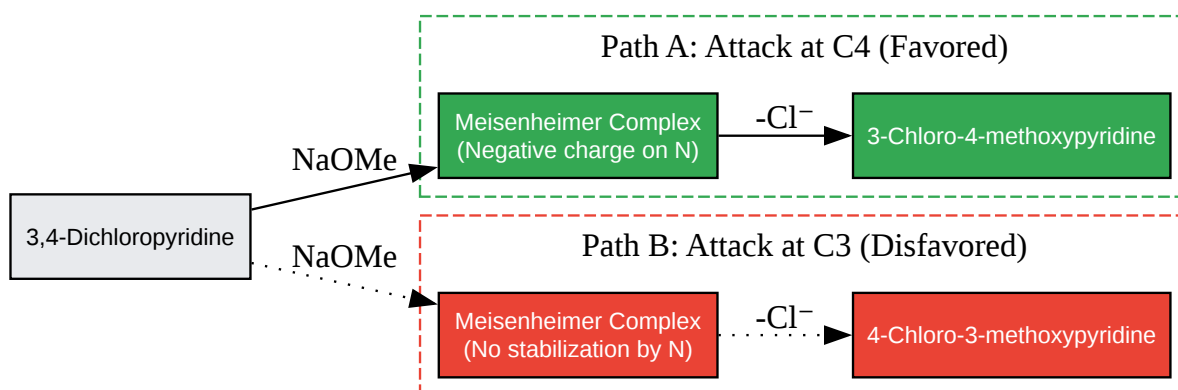 Path A: Attack at C4 (Favored)
Meisenheimer Complex
(Negative charge on N)
-Cl⁻
3-Chloro-4-methoxypyridine
NaOMe
3,4-Dichloropyridine
NaOMe
Path B: Attack at C3 (Disfavored)
Meisenheimer Complex
(No stabilization by N)
-Cl⁻
4-Chloro-3-methoxypyridine